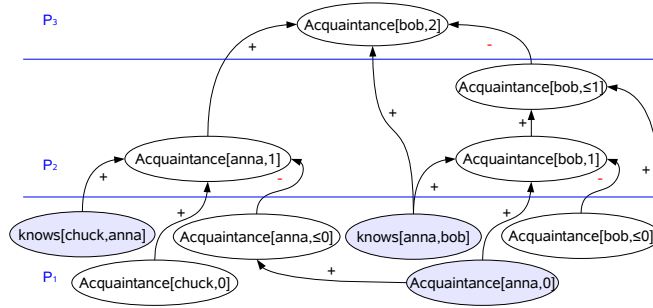 P3
Acquaintance[bob,2]
+
-
Acquaintance[bob,≤1]
+
+
P2
Acquaintance[anna,1]
Acquaintance[bob,1]
+
-
+
-
+
knows[chuck,anna]
+
Acquaintance[anna,≤0]
knows[anna,bob]
+
Acquaintance[bob,≤0]
P1
Acquaintance[chuck,0]
+
Acquaintance[anna,0]